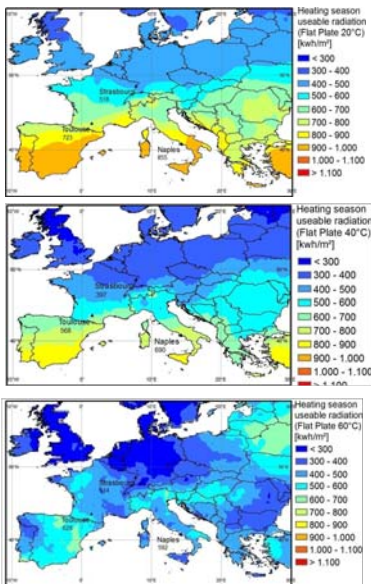 Heating season
useable radiation
(Flat Plate 20°C)
[kwh/m²]
< 300
300 - 400
400 - 500
500 - 600
600 - 700
700 - 800
800 - 900
900 - 1.000
1.000 - 1.100
> 1.100
Strasbourg
Toulouse
Naples
Heating season
useable radiation
(Flat Plate 40°C)
[kwh/m²]
< 300
300 - 400
400 - 500
500 - 600
600 - 700
700 - 800
800 - 900
900 - 1.000
1.000 - 1.100
> 1.100
Strasbourg
Toulouse
568
Naples
690
Heating season
useable radiation
(Flat Plate 60°C)
[kwh/m²]
< 300
300 - 400
400 - 500
500 - 600
600 - 700
700 - 800
800 - 900
900 - 1.000
1.000 - 1.100
> 1.100
Strasbourg
Toulouse
Naples